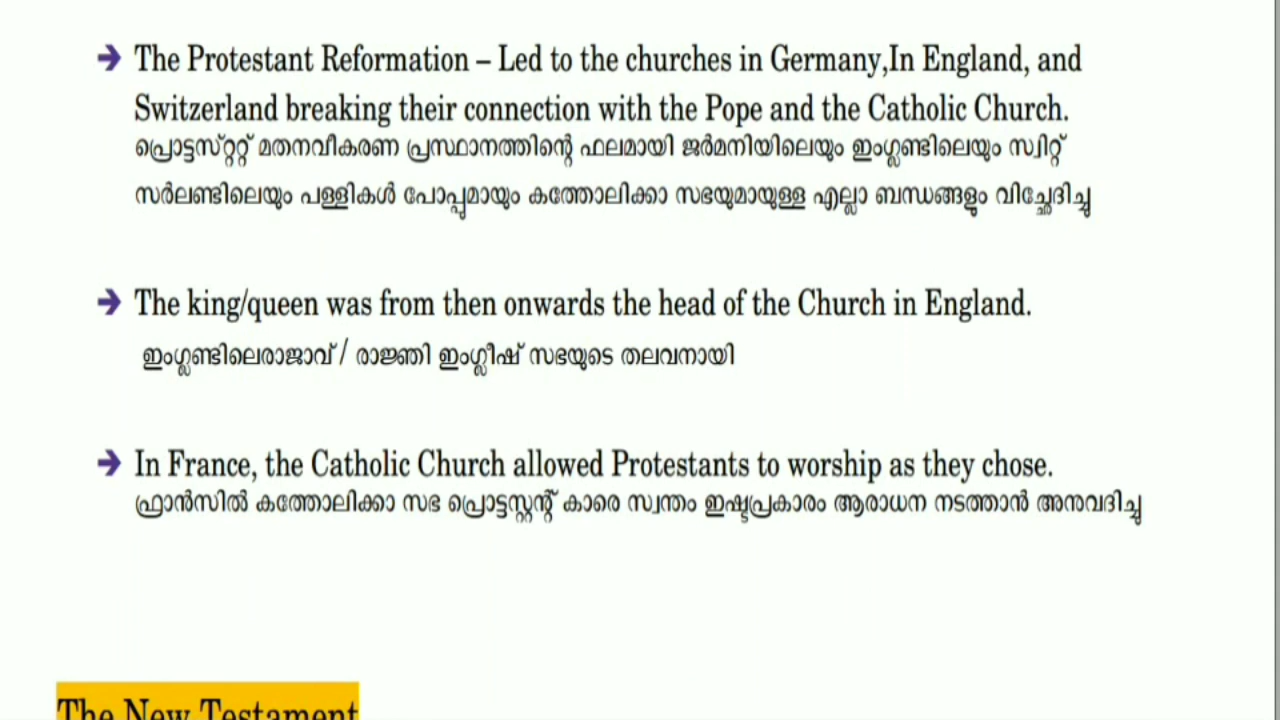 ➔ The Protestant Reformation – Led to the churches in Germany,In England, and
Switzerland breaking their connection with the Pope and the Catholic Church.
പ്രൊട്ടസ്റ്ററ്റ് മതനവീകരണ പ്രസ്ഥാനത്തിന്റെ ഫലമായി ജർമനിയിലെയും ഇംഗ്ലണ്ടിലെയും സ്വിറ്റ്
സർലണ്ടിലെയും പള്ളികൾ പോപ്പുമായും കത്തോലിക്കാ സഭയുമായുള്ള എല്ലാ ബന്ധങ്ങളും വിച്ഛേദിച്ചു
➔ The king/queen was from then onwards the head of the Church in England.
ഇംഗ്ലണ്ടിലെരാജാവ് / രാജ്ഞി ഇംഗ്ലീഷ് സഭയുടെ തലവനായി
➔ In France, the Catholic Church allowed Protestants to worship as they chose.
ഫ്രാൻസിൽ കത്തോലിക്കാ സഭ പ്രൊട്ടസ്റ്റന്റ് കാരെ സ്വന്തം ഇഷ്ടപ്രകാരം ആരാധന നടത്താൻ അനുവദിച്ചു
The New Testament